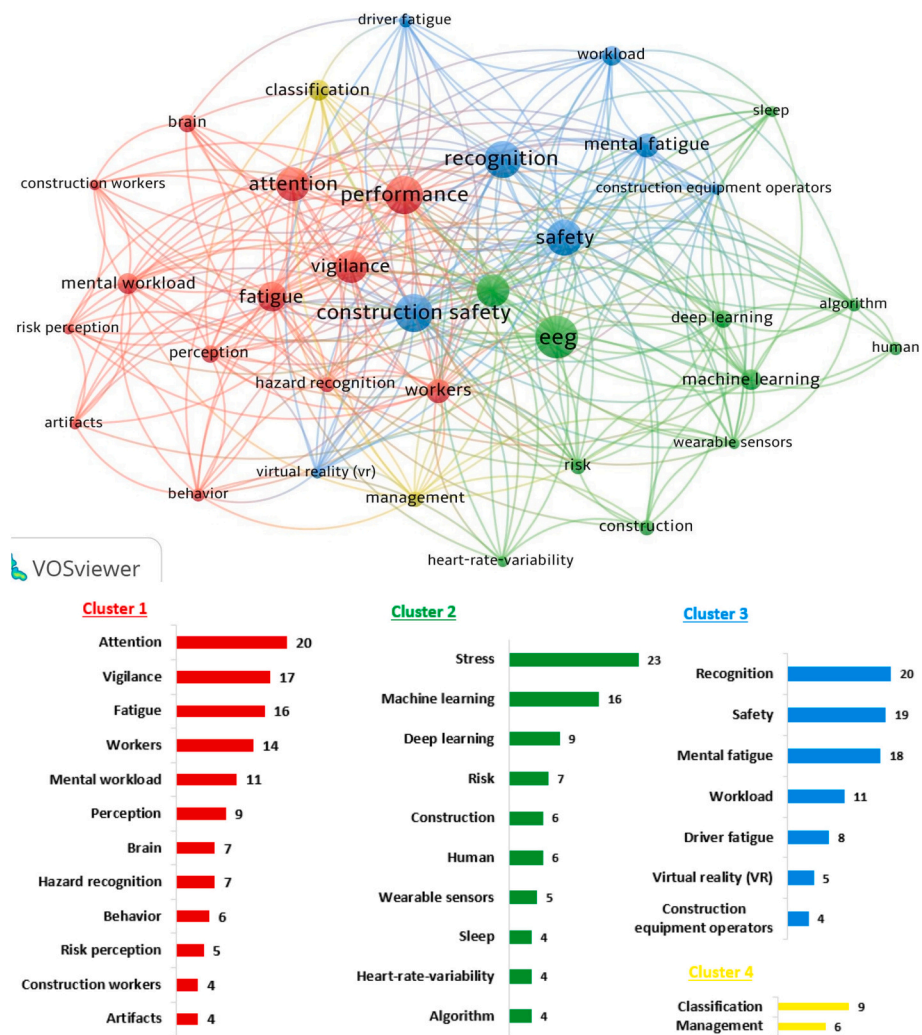 driver fatigue
workload
classification
sleep
brain
recognition
mental fatigue
construction workers
attention
performance
construction equipment operators
safety
vigilance
mental workload
fatigue
construction safety
algorithm
risk perception
deep learning
eeg
human
perception
hazard recognition
workers
machine learning
artifacts
wearable sensors
virtual reality (vr)
risk
behavior
management
construction
heart-rate-variability
VOSviewer
Cluster 1
Attention 20
Vigilance 17
Fatigue 16
Workers 14
Mental workload 11
Perception 9
Brain 7
Hazard recognition 7
Behavior 6
Risk perception 5
Construction workers 4
Artifacts 4
Cluster 2
Stress 23
Machine learning 16
Deep learning 9
Risk 7
Construction 6
Human 6
Wearable sensors 5
Sleep 4
Heart-rate-variability 4
Algorithm 4
Cluster 3
Recognition 20
Safety 19
Mental fatigue 18
Workload 11
Driver fatigue 8
Virtual reality (VR) 5
Construction
equipment operators 4
Cluster 4
Classification 9
Management 6